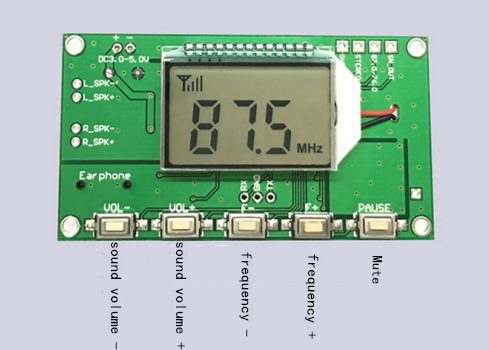 + -
DC3.0-5.0V
L_SPK-
L_SPK+
R_SPK-
R_SPK+
Earphone
STEREO
87.5
MHz
RX
GND
TX
VOL-
VOL+
F-
F+
PAUSE
sound volume -
sound volume +
frequency -
frequency +
Mute